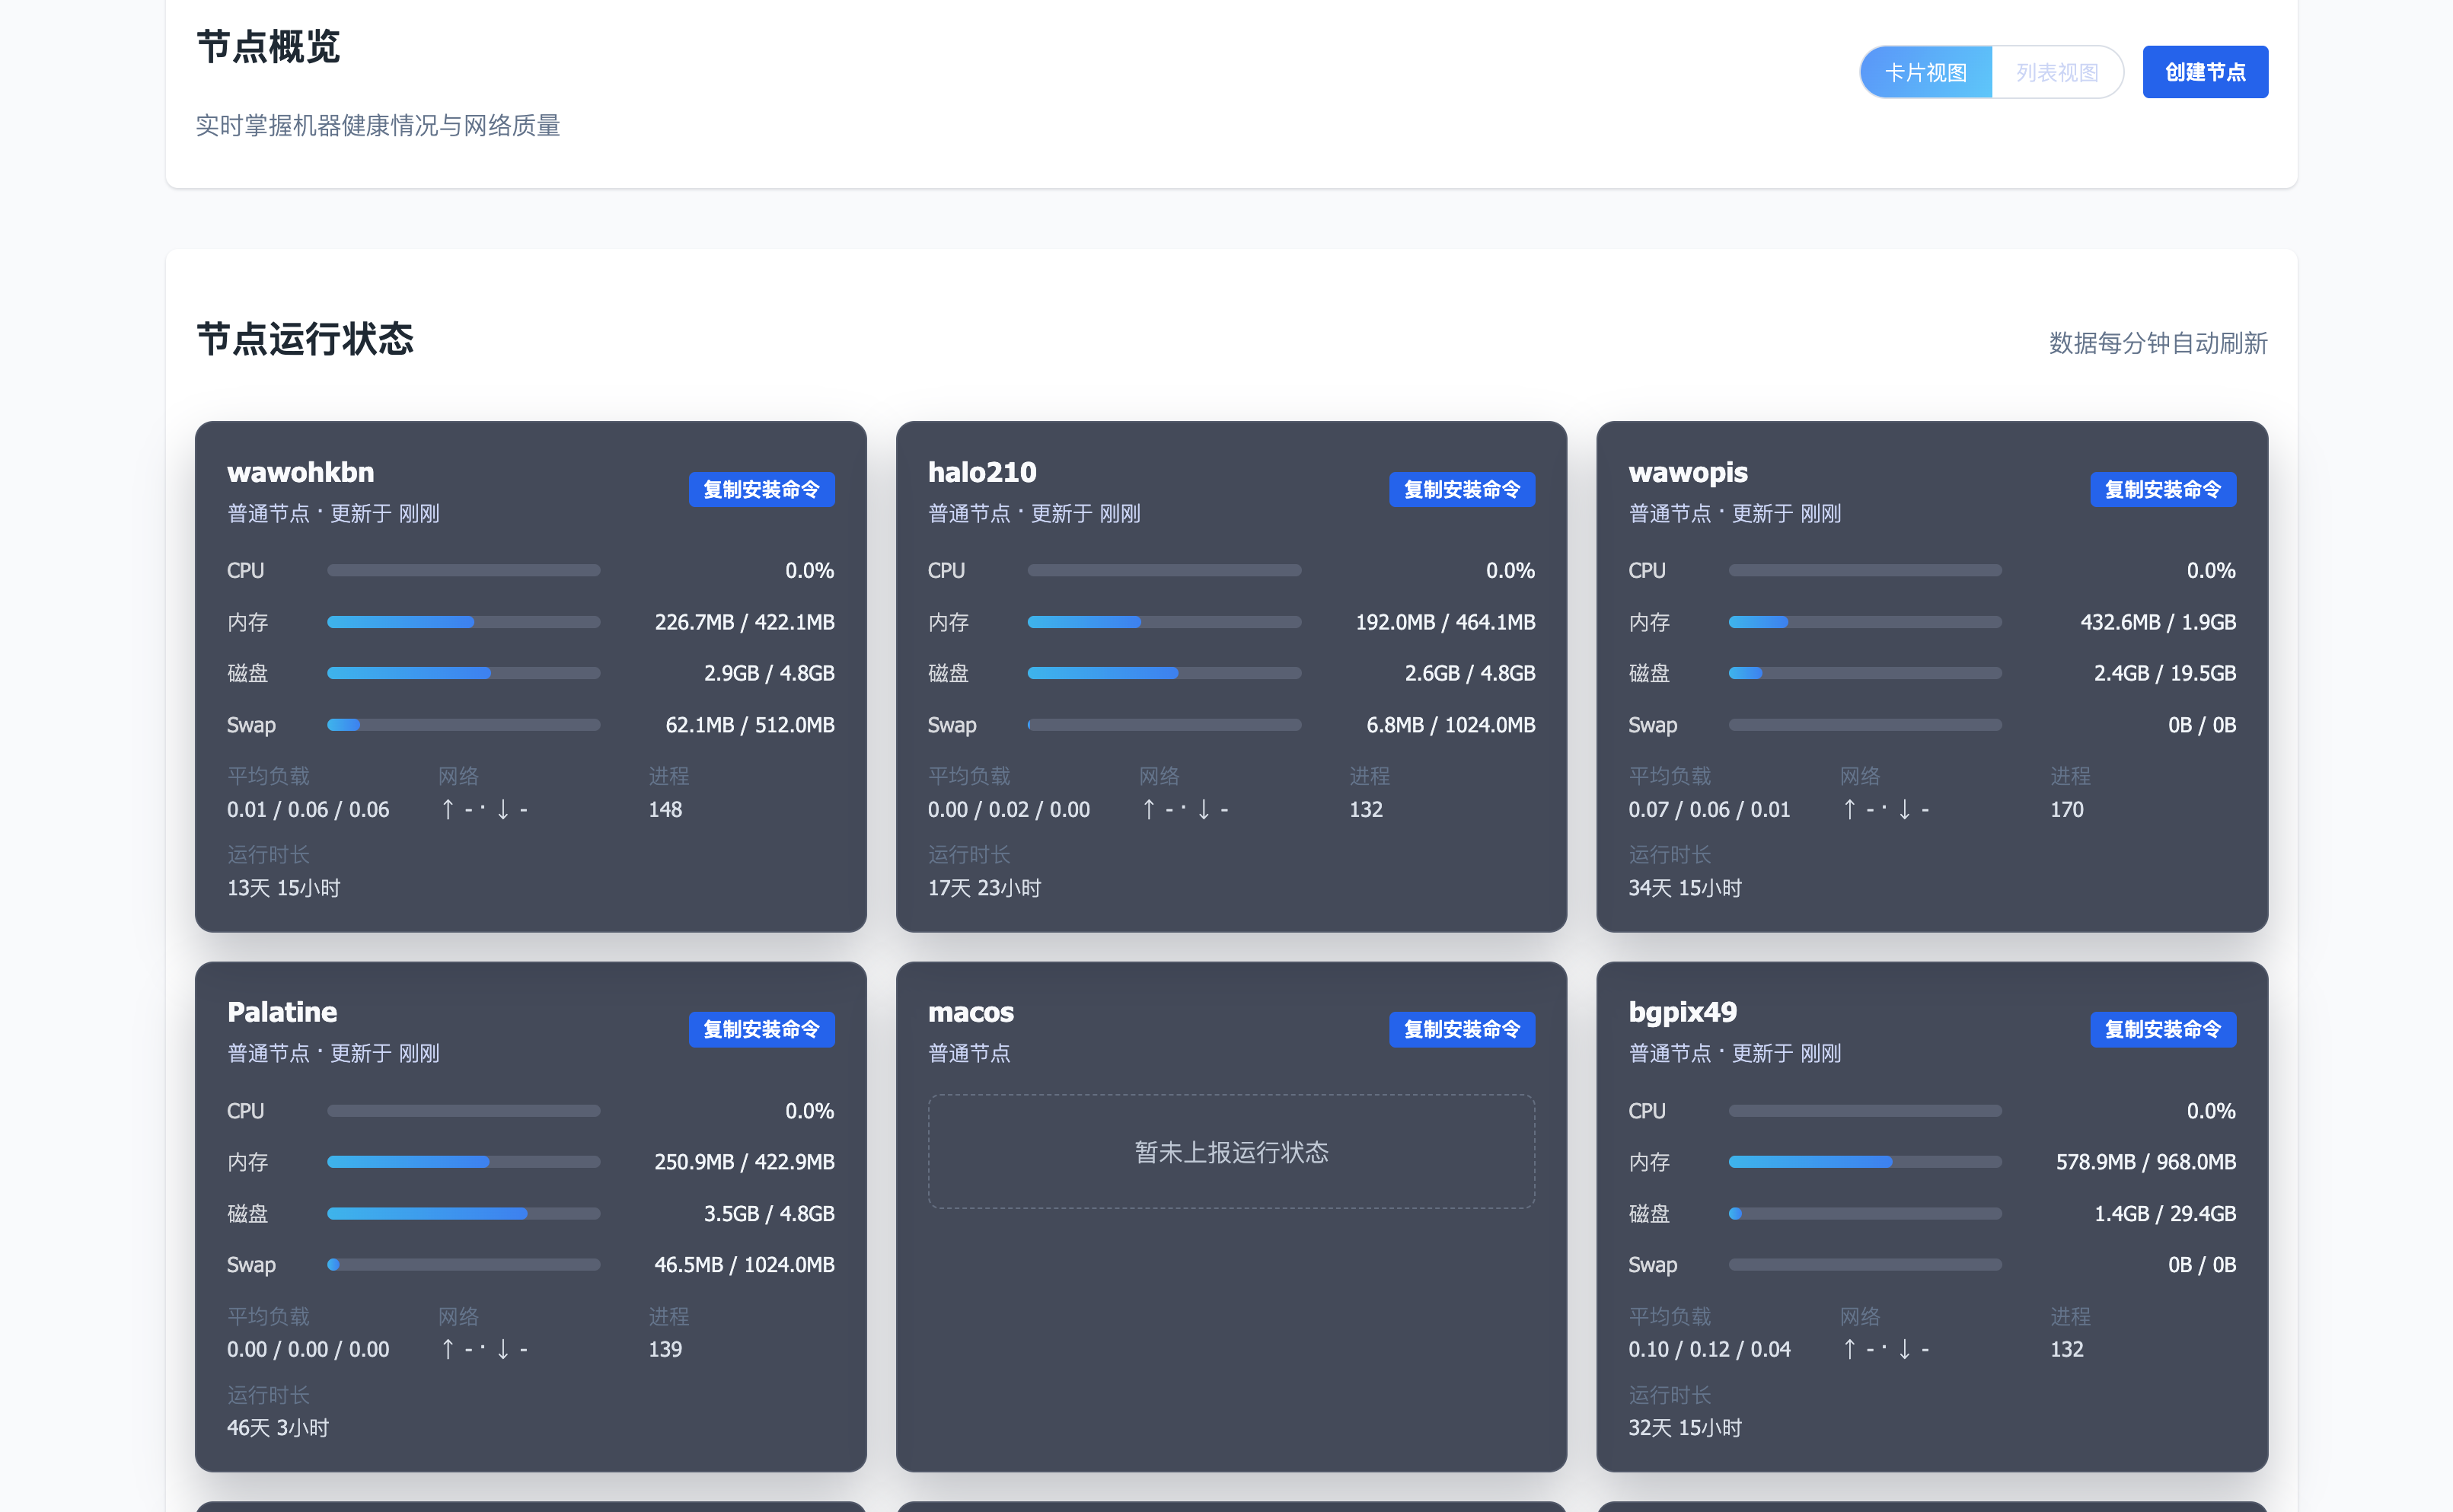 节点概览
卡片视图
列表视图
创建节点
实时掌握机器健康情况与网络质量
节点运行状态
数据每分钟自动刷新
wawohkbn
复制安装命令
普通节点 · 更新于 刚刚
CPU 0.0%
内存 226.7MB / 422.1MB
磁盘 2.9GB / 4.8GB
Swap 62.1MB / 512.0MB
平均负载 网络 进程
0.01 / 0.06 / 0.06 ↑ - · ↓ - 148
运行时长
13天 15小时
halo210
复制安装命令
普通节点 · 更新于 刚刚
CPU 0.0%
内存 192.0MB / 464.1MB
磁盘 2.6GB / 4.8GB
Swap 6.8MB / 1024.0MB
平均负载 网络 进程
0.00 / 0.02 / 0.00 ↑ - · ↓ - 132
运行时长
17天 23小时
wawopis
复制安装命令
普通节点 · 更新于 刚刚
CPU 0.0%
内存 432.6MB / 1.9GB
磁盘 2.4GB / 19.5GB
Swap 0B / 0B
平均负载 网络 进程
0.07 / 0.06 / 0.01 ↑ - · ↓ - 170
运行时长
34天 15小时
Palatine
复制安装命令
普通节点 · 更新于 刚刚
CPU 0.0%
内存 250.9MB / 422.9MB
磁盘 3.5GB / 4.8GB
Swap 46.5MB / 1024.0MB
平均负载 网络 进程
0.00 / 0.00 / 0.00 ↑ - · ↓ - 139
运行时长
46天 3小时
macos
复制安装命令
普通节点
暂未上报运行状态
bgpix49
复制安装命令
普通节点 · 更新于 刚刚
CPU 0.0%
内存 578.9MB / 968.0MB
磁盘 1.4GB / 29.4GB
Swap 0B / 0B
平均负载 网络 进程
0.10 / 0.12 / 0.04 ↑ - · ↓ - 132
运行时长
32天 15小时